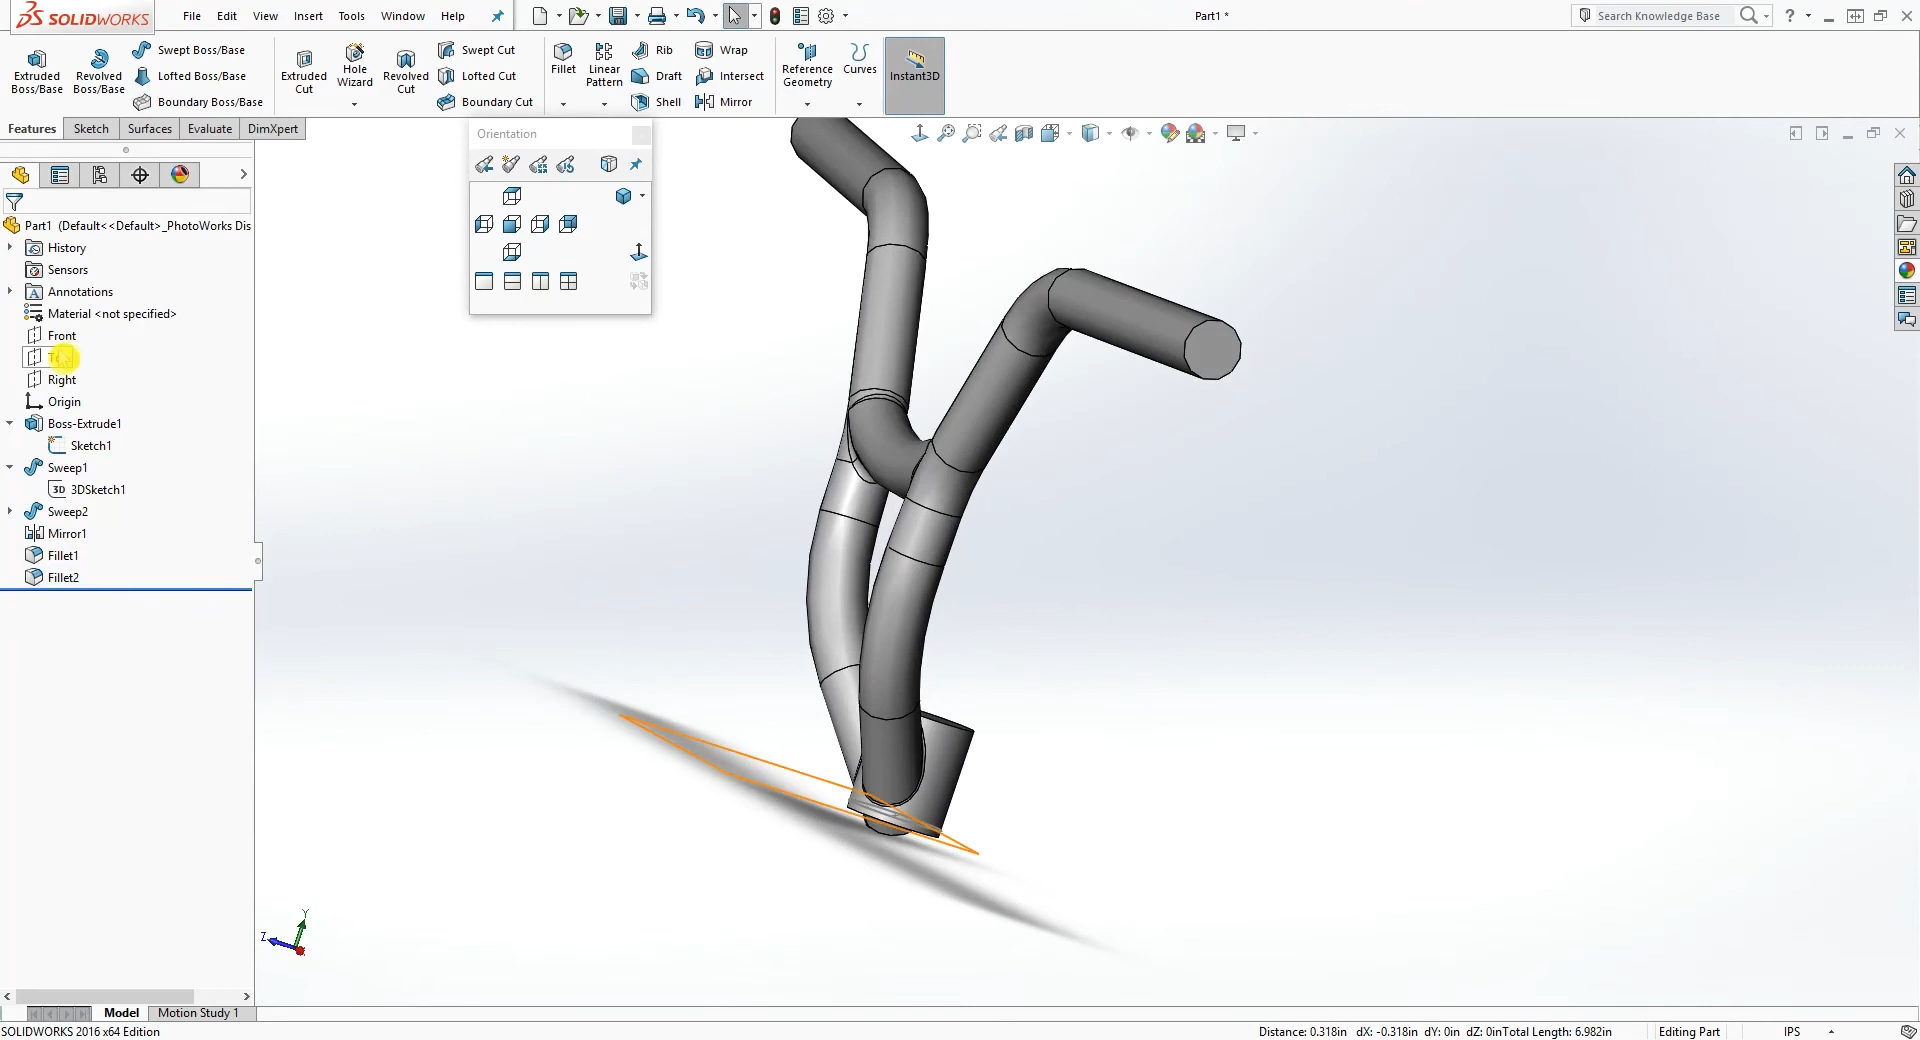 SOLIDWORKS
File Edit View Insert Tools Window Help
Part1 *
Search Knowledge Base
Extruded Boss/Base
Revolved Boss/Base
Swept Boss/Base
Lofted Boss/Base
Boundary Boss/Base
Extruded Cut
Hole Wizard
Revolved Cut
Swept Cut
Lofted Cut
Boundary Cut
Fillet
Linear Pattern
Rib
Draft
Shell
Wrap
Intersect
Mirror
Reference Geometry
Curves
Instant3D
Features Sketch Surfaces Evaluate DimXpert
Orientation
Part1 (Default<<Default>_PhotoWorks Dis
History
Sensors
Annotations
Material <not specified>
Front
Right
Origin
Boss-Extrude1
Sketch1
Sweep1
3D 3DSketch1
Sweep2
Mirror1
Fillet1
Fillet2
Y
Z
Model Motion Study 1
SOLIDWORKS 2016 x64 Edition
Distance: 0.318in dX: -0.318in dY: 0in dZ: 0inTotal Length: 6.982in
Editing Part
IPS